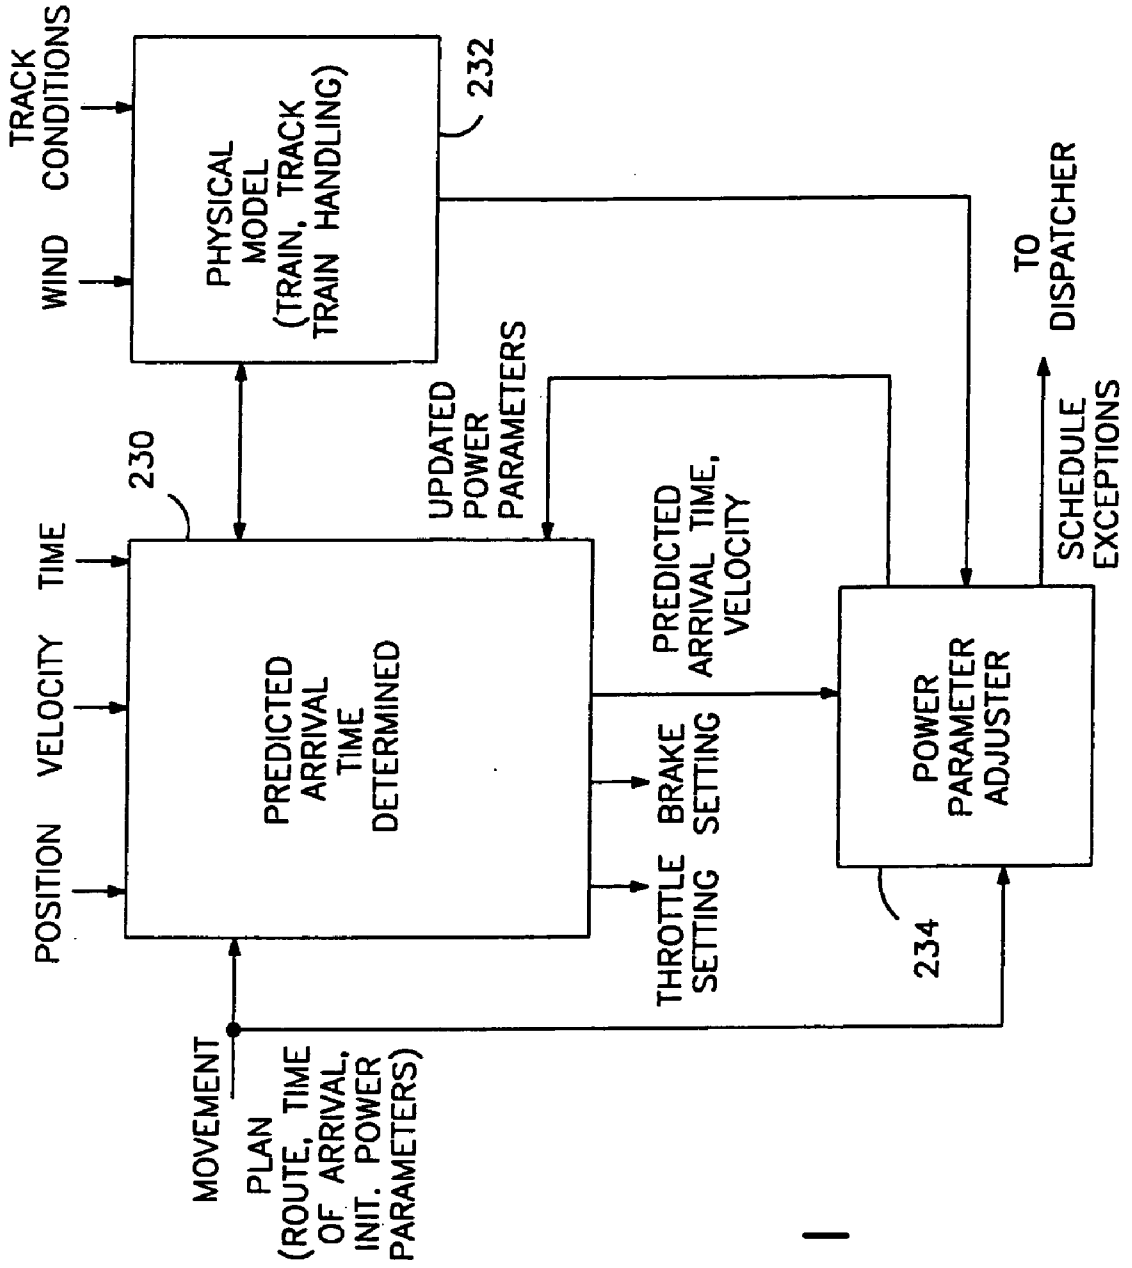 POSITION
VELOCITY
TIME
WIND
TRACK
CONDITIONS
230
MOVEMENT
PLAN
(ROUTE, TIME
OF ARRIVAL,
INIT. POWER
PARAMETERS)
PREDICTED
ARRIVAL
TIME
DETERMINED
PHYSICAL
MODEL
(TRAIN, TRACK
TRAIN HANDLING)
232
UPDATED
POWER
PARAMETERS
THROTTLE
SETTING
BRAKE
SETTING
PREDICTED
ARRIVAL TIME,
VELOCITY
234
POWER
PARAMETER
ADJUSTER
SCHEDULE
EXCEPTIONS
TO
DISPATCHER